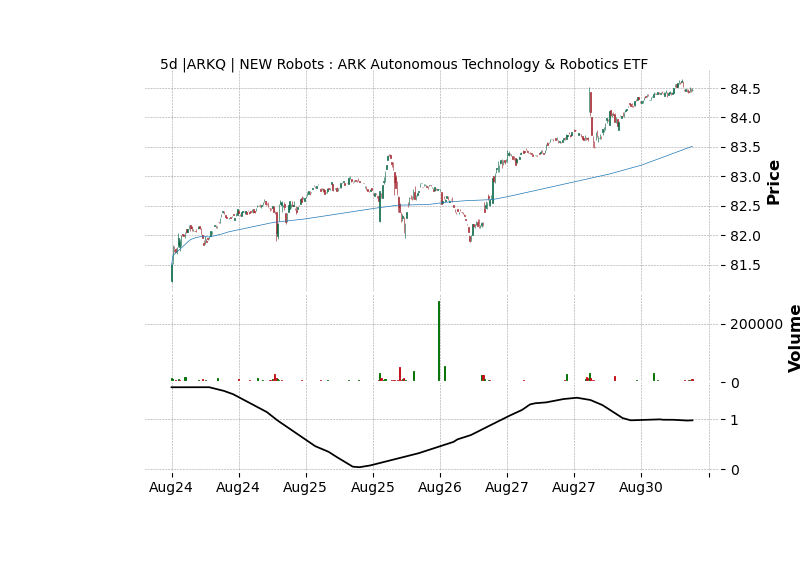 5d |ARKQ | NEW Robots : ARK Autonomous Technology & Robotics ETF
84.5
84.0
83.5
83.0
82.5
82.0
81.5
Price
200000
0
Volume
1
0
Aug24 Aug24 Aug25 Aug25 Aug26 Aug27 Aug27 Aug30